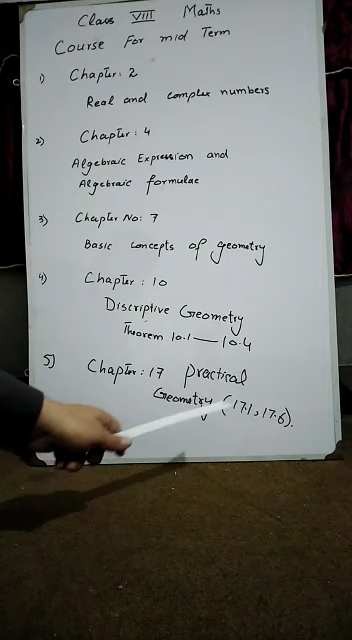 Class VIII Maths
Course For mid Term
1) Chapter: 2
Real and complex numbers
2) Chapter: 4
Algebraic Expression and
Algebraic formulae
3) Chapter No: 7
Basic concepts of geometry
4) Chapter: 10
Discriptive Geometry
Theorem 10.1 — 10.4
5) Chapter: 17 Practical
Geometry (17.1, 17.6).